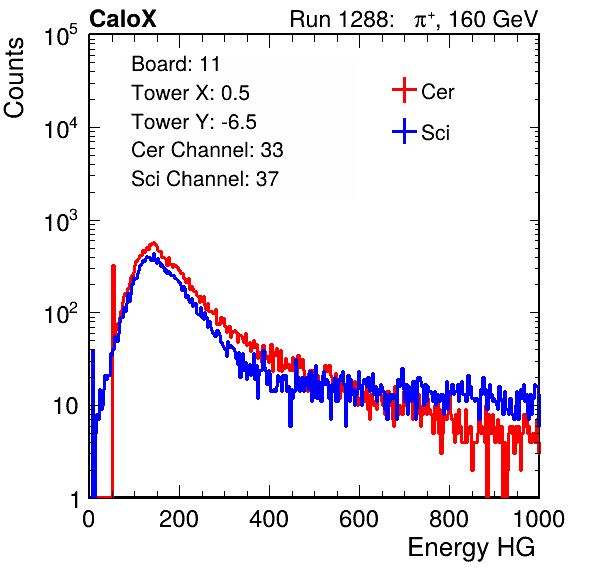 CaloX Run 1288: π⁺, 160 GeV
Counts
10⁵
10⁴
10³
10²
10
1
Board: 11
Tower X: 0.5
Tower Y: -6.5
Cer Channel: 33
Sci Channel: 37
Cer
Sci
0 200 400 600 800 1000
Energy HG